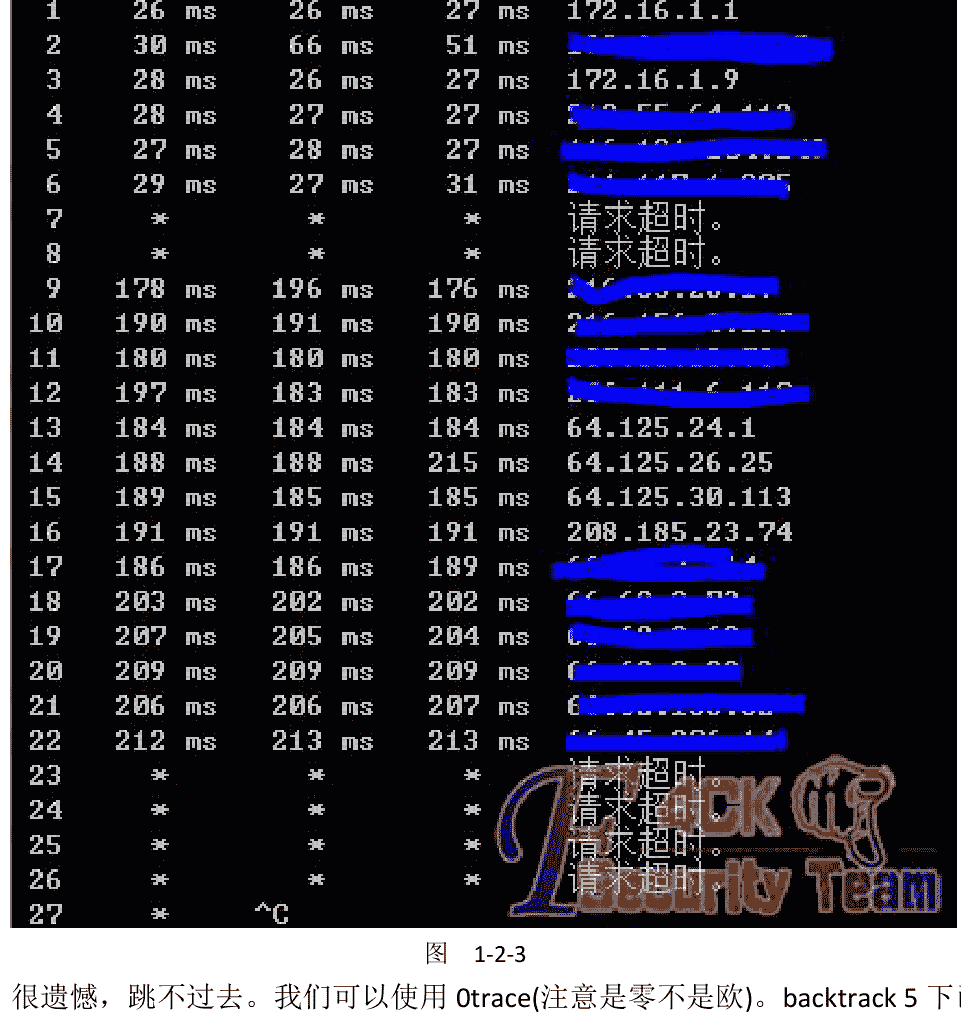 1 26 ms 26 ms 27 ms 172.16.1.1
2 30 ms 66 ms 51 ms
3 28 ms 26 ms 27 ms 172.16.1.9
4 28 ms 27 ms 27 ms
5 27 ms 28 ms 27 ms
6 29 ms 27 ms 31 ms
7 * * * 请求超时。
8 * * * 请求超时。
9 178 ms 196 ms 176 ms
10 190 ms 191 ms 190 ms
11 180 ms 180 ms 180 ms
12 197 ms 183 ms 183 ms
13 184 ms 184 ms 184 ms 64.125.24.1
14 188 ms 188 ms 215 ms 64.125.26.25
15 189 ms 185 ms 185 ms 64.125.30.113
16 191 ms 191 ms 191 ms 208.185.23.74
17 186 ms 186 ms 189 ms
18 203 ms 202 ms 202 ms
19 207 ms 205 ms 204 ms
20 209 ms 209 ms 209 ms
21 206 ms 206 ms 207 ms
22 212 ms 213 ms 213 ms
23 * * * 请求超时。
24 * * * 请求超时。
25 * * * 请求超时。
26 * * * 请求超时。
27 * ^C
Security Team
图 1-2-3
很遗憾，跳不过去。我们可以使用 0trace(注意是零不是欧)。backtrack 5 下